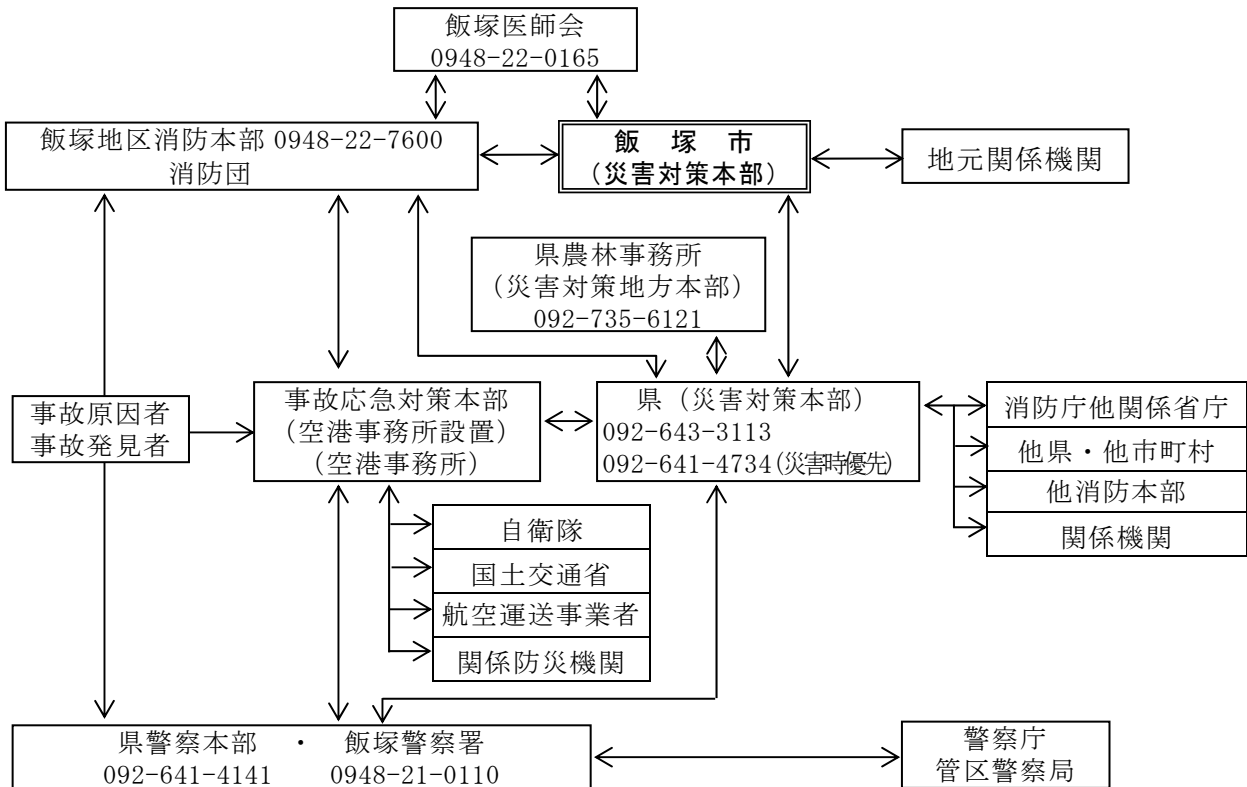 飯塚医師会
0948-22-0165
飯塚地区消防本部 0948-22-7600
消防団
飯 塚 市
(災害対策本部)
地元関係機関
県農林事務所
(災害対策地方本部)
092-735-6121
事故原因者
事故発見者
事故応急対策本部
(空港事務所設置)
(空港事務所)
県(災害対策本部)
092-643-3113
092-641-4734(災害時優先)
消防庁他関係省庁
他県・他市町村
他消防本部
関係機関
自衛隊
国土交通省
航空運送事業者
関係防災機関
県警察本部 ・ 飯塚警察署
092-641-4141 0948-21-0110
警察庁
管区警察局